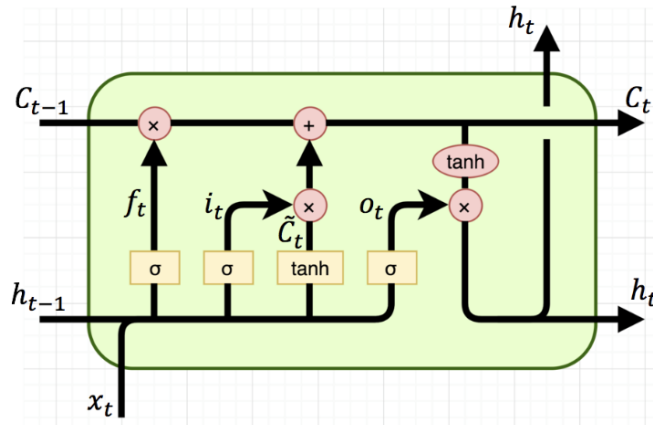 h_t
C_{t-1} × + C_t
tanh
f_t i_t × o_t ×
C̃_t
σ σ tanh σ
h_{t-1} h_t
x_t